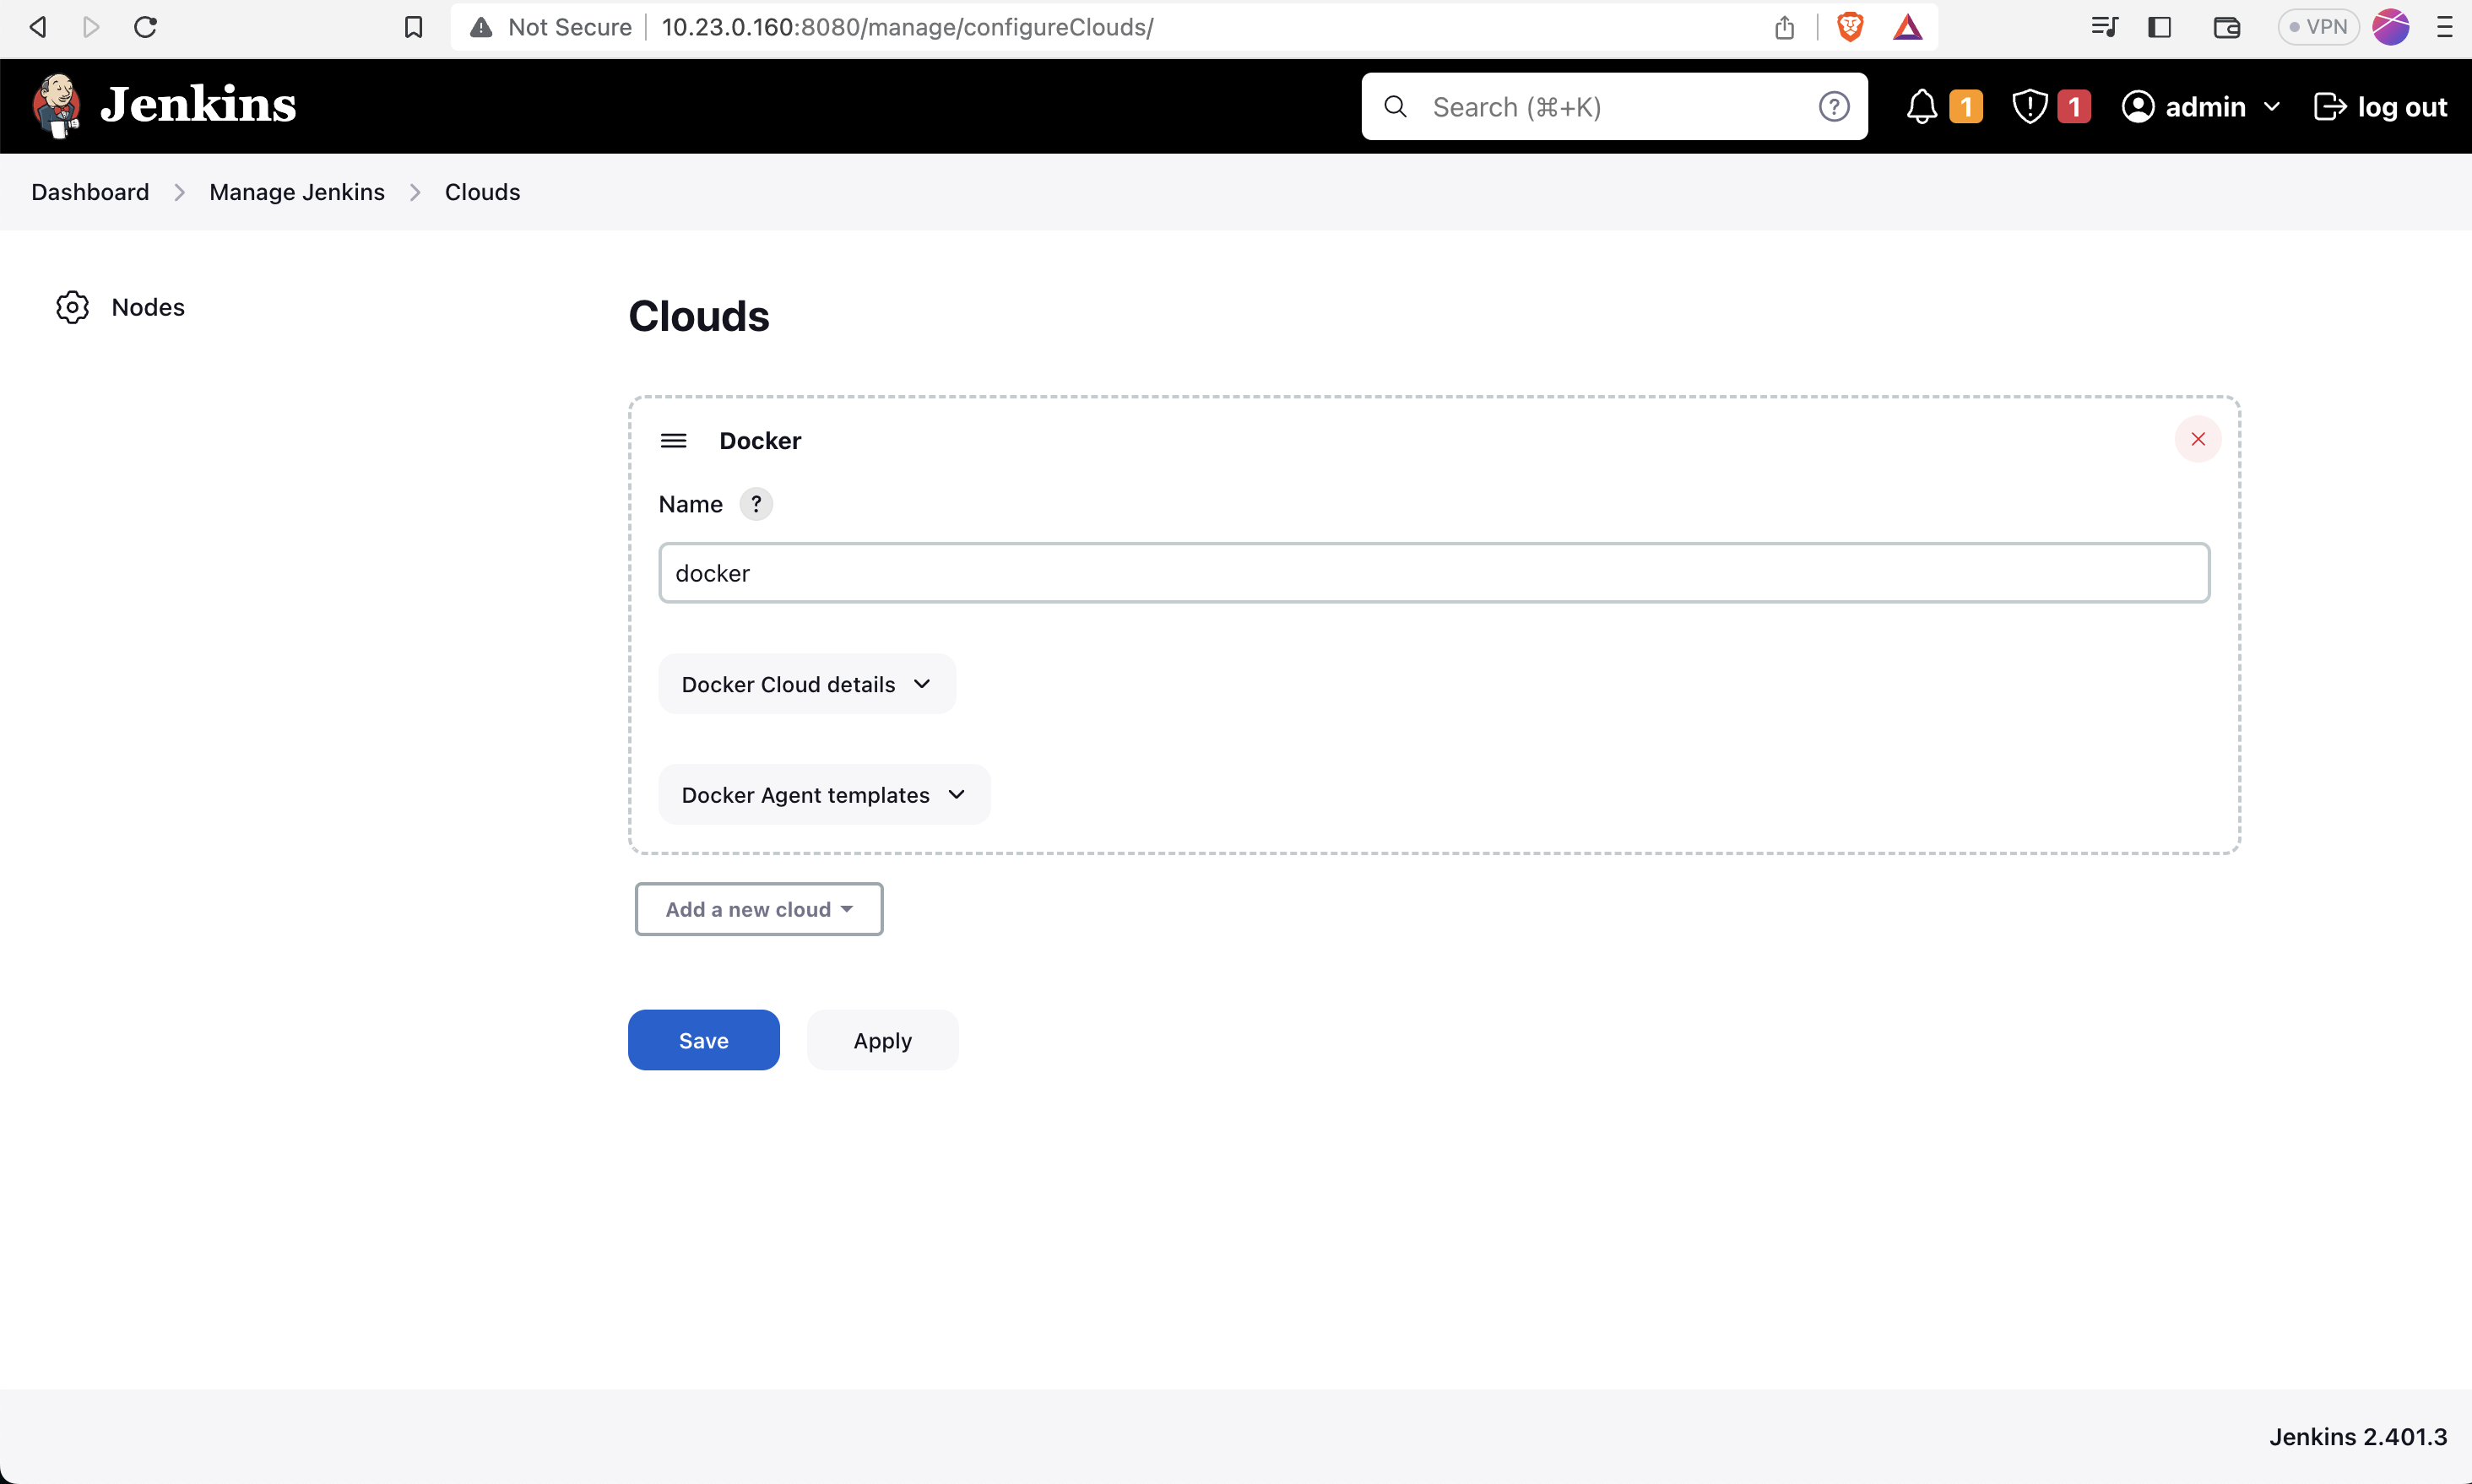 Not Secure 10.23.0.160:8080/manage/configureClouds/ VPN
Jenkins Search (⌘+K) ? 1 1 admin log out
Dashboard Manage Jenkins Clouds
Nodes
Clouds
Docker
Name ?
docker
Docker Cloud details
Docker Agent templates
Add a new cloud
Save Apply
Jenkins 2.401.3